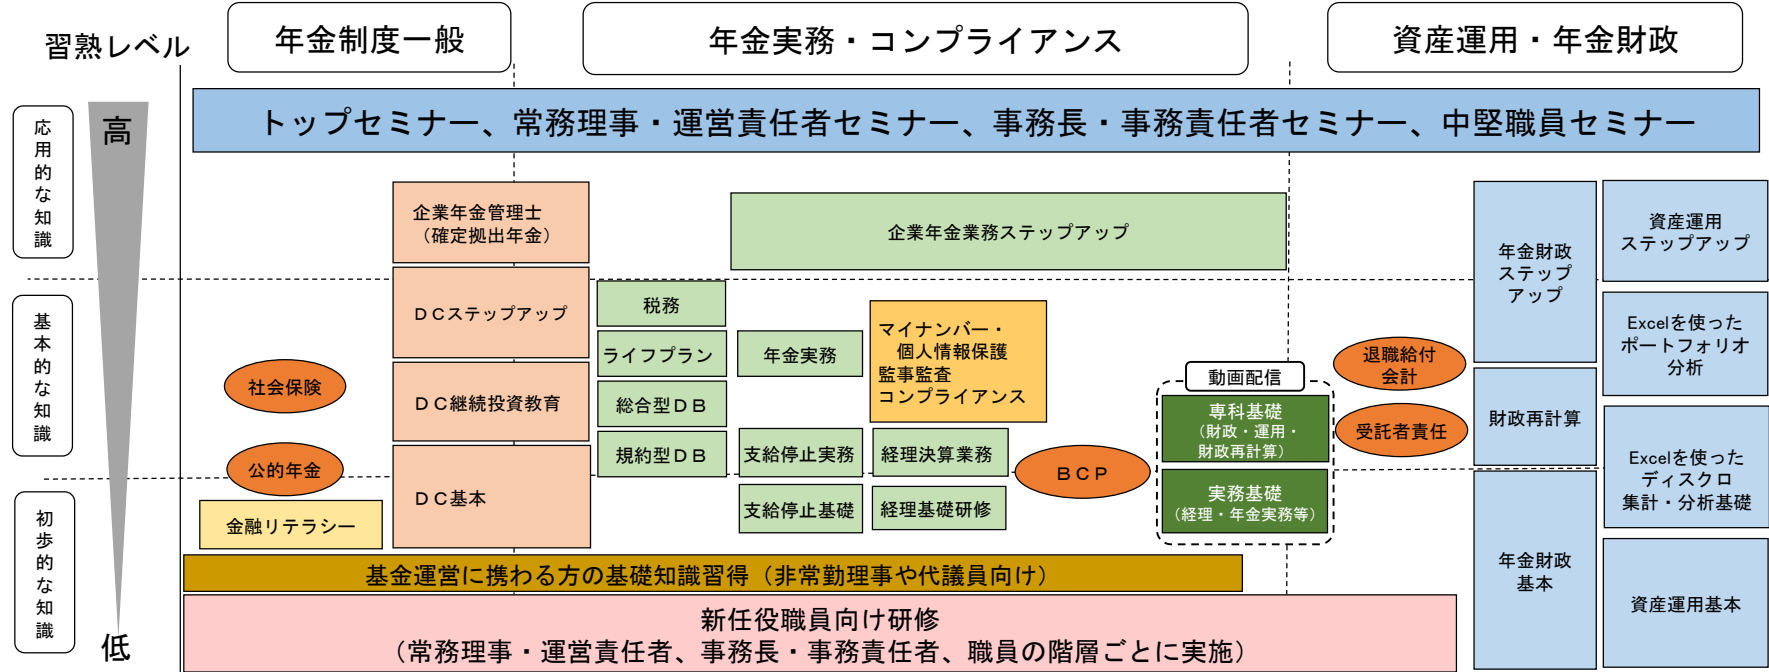 習熟レベル
年金制度一般
年金実務・コンプライアンス
資産運用・年金財政
応用的な知識
高
トップセミナー、常務理事・運営責任者セミナー、事務長・事務責任者セミナー、中堅職員セミナー
企業年金管理士
（確定拠出年金）
企業年金業務ステップアップ
年金財政
ステップ
アップ
資産運用
ステップアップ
基本的な知識
ＤＣステップアップ
税務
ライフプラン
年金実務
マイナンバー・
個人情報保護
監事監査
コンプライアンス
社会保険
ＤＣ継続投資教育
総合型ＤＢ
規約型ＤＢ
支給停止実務
経理決算業務
動画配信
専科基礎
（財政・運用・
財政再計算）
退職給付
会計
受託者責任
財政再計算
Excelを使った
ポートフォリオ
分析
公的年金
ＤＣ基本
ＢＣＰ
実務基礎
（経理・年金実務等）
Excelを使った
ディスクロ
集計・分析基礎
初歩的な知識
金融リテラシー
支給停止基礎
経理基礎研修
年金財政
基本
資産運用基本
基金運営に携わる方の基礎知識習得（非常勤理事や代議員向け）
新任役職員向け研修
（常務理事・運営責任者、事務長・事務責任者、職員の階層ごとに実施）
低